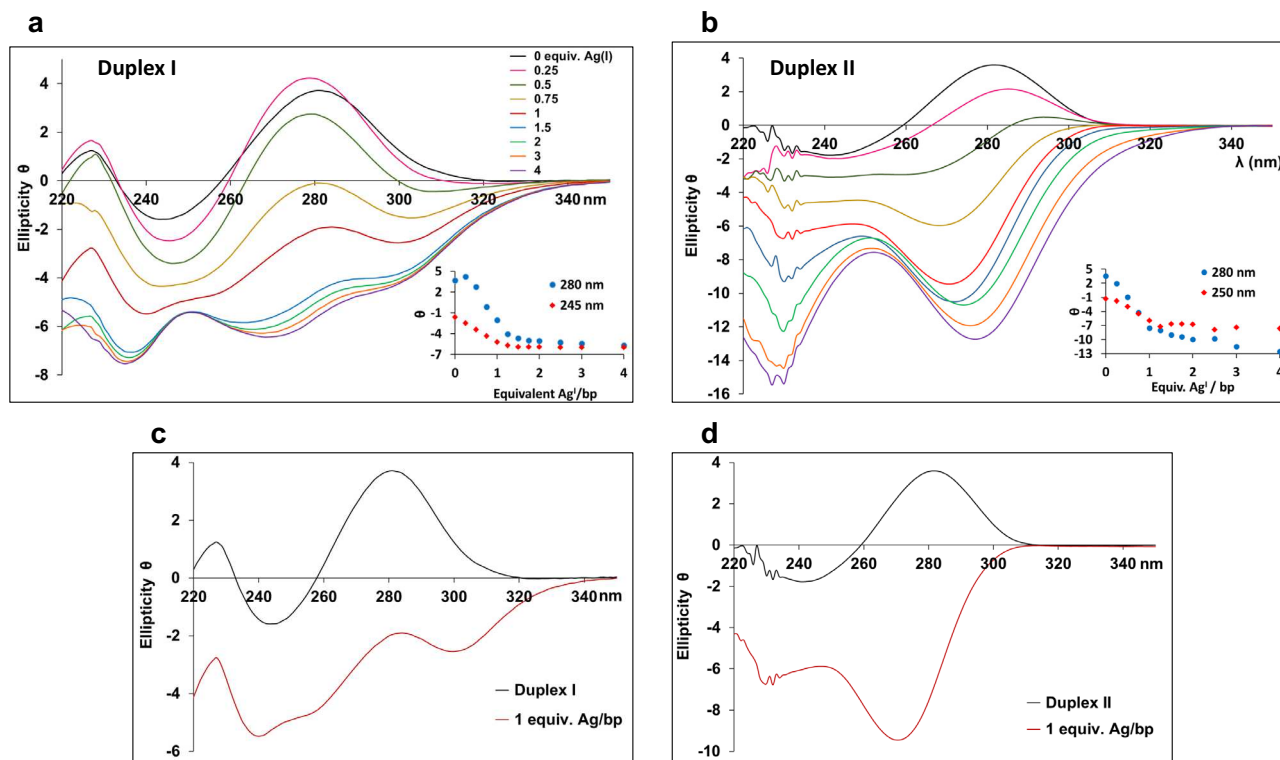 a
Duplex I
0 equiv. Ag(I)
0.25
0.5
0.75
1
1.5
2
3
4
Ellipticity θ
4
2
0
-2
-4
-6
-8
220 240 260 280 300 320 nm
θ
5
1
-3
-7
280 nm
245 nm
0 1 2 3 4
Equivalent Agᴵ/bp
b
Duplex II
Ellipticity θ
4
2
0
-2
-4
-6
-8
-10
-12
-14
-16
220 240 260 280 300 320 340
λ (nm)
θ
5
2
-1
-4
-7
-10
-13
280 nm
250 nm
0 1 2 3 4
Equiv. Agᴵ / bp
c
Ellipticity θ
4
2
0
-2
-4
-6
220 240 260 280 300 320 340 nm
Duplex I
1 equiv. Ag/bp
d
Ellipticity θ
4
2
0
-2
-4
-6
-8
-10
220 240 260 280 300 320 340
Duplex II
1 equiv. Ag/bp